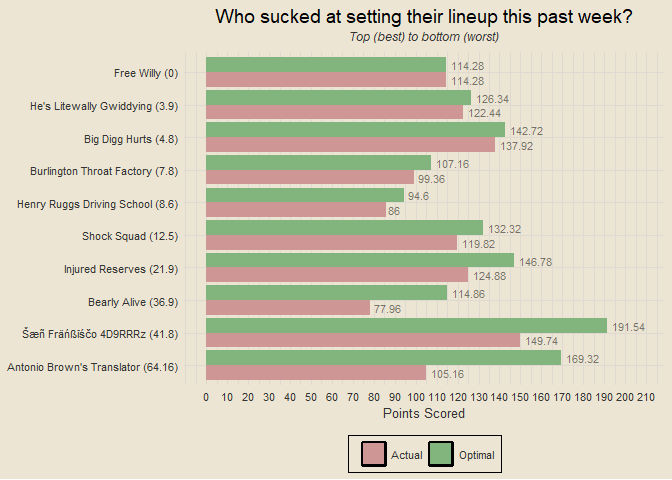 Who sucked at setting their lineup this past week?
Top (best) to bottom (worst)
Free Willy (0)
114.28
114.28
He's Litewally Gwiddying (3.9)
126.34
122.44
Big Digg Hurts (4.8)
142.72
137.92
Burlington Throat Factory (7.8)
107.16
99.36
Henry Ruggs Driving School (8.6)
94.6
86
Shock Squad (12.5)
132.32
119.82
Injured Reserves (21.9)
146.78
124.88
Bearly Alive (36.9)
114.86
77.96
4D9RRRz (41.8)
191.54
149.74
Antonio Brown's Translator (64.16)
169.32
105.16
0 10 20 30 40 50 60 70 80 90 100 110 120 130 140 150 160 170 180 190 200 210
Points Scored
Actual Optimal